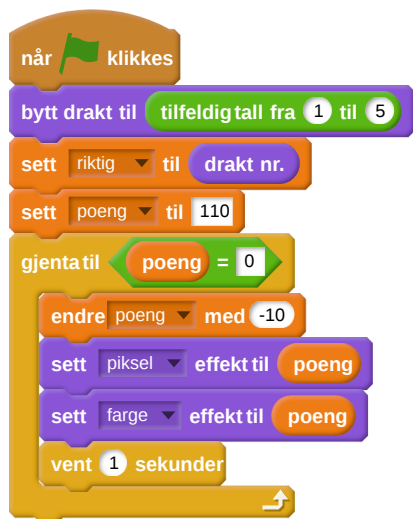 når klikkes
bytt drakt til tilfeldig tall fra 1 til 5
sett riktig til drakt nr.
sett poeng til 110
gjenta til poeng = 0
endre poeng med -10
sett piksel effekt til poeng
sett farge effekt til poeng
vent 1 sekunder